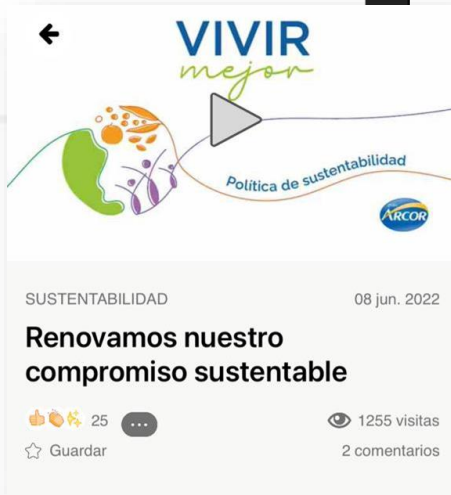 VIVIR
mejor
Política de sustentabilidad
ARCOR
SUSTENTABILIDAD 08 jun. 2022
Renovamos nuestro
compromiso sustentable
25 ... 1255 visitas
Guardar 2 comentarios